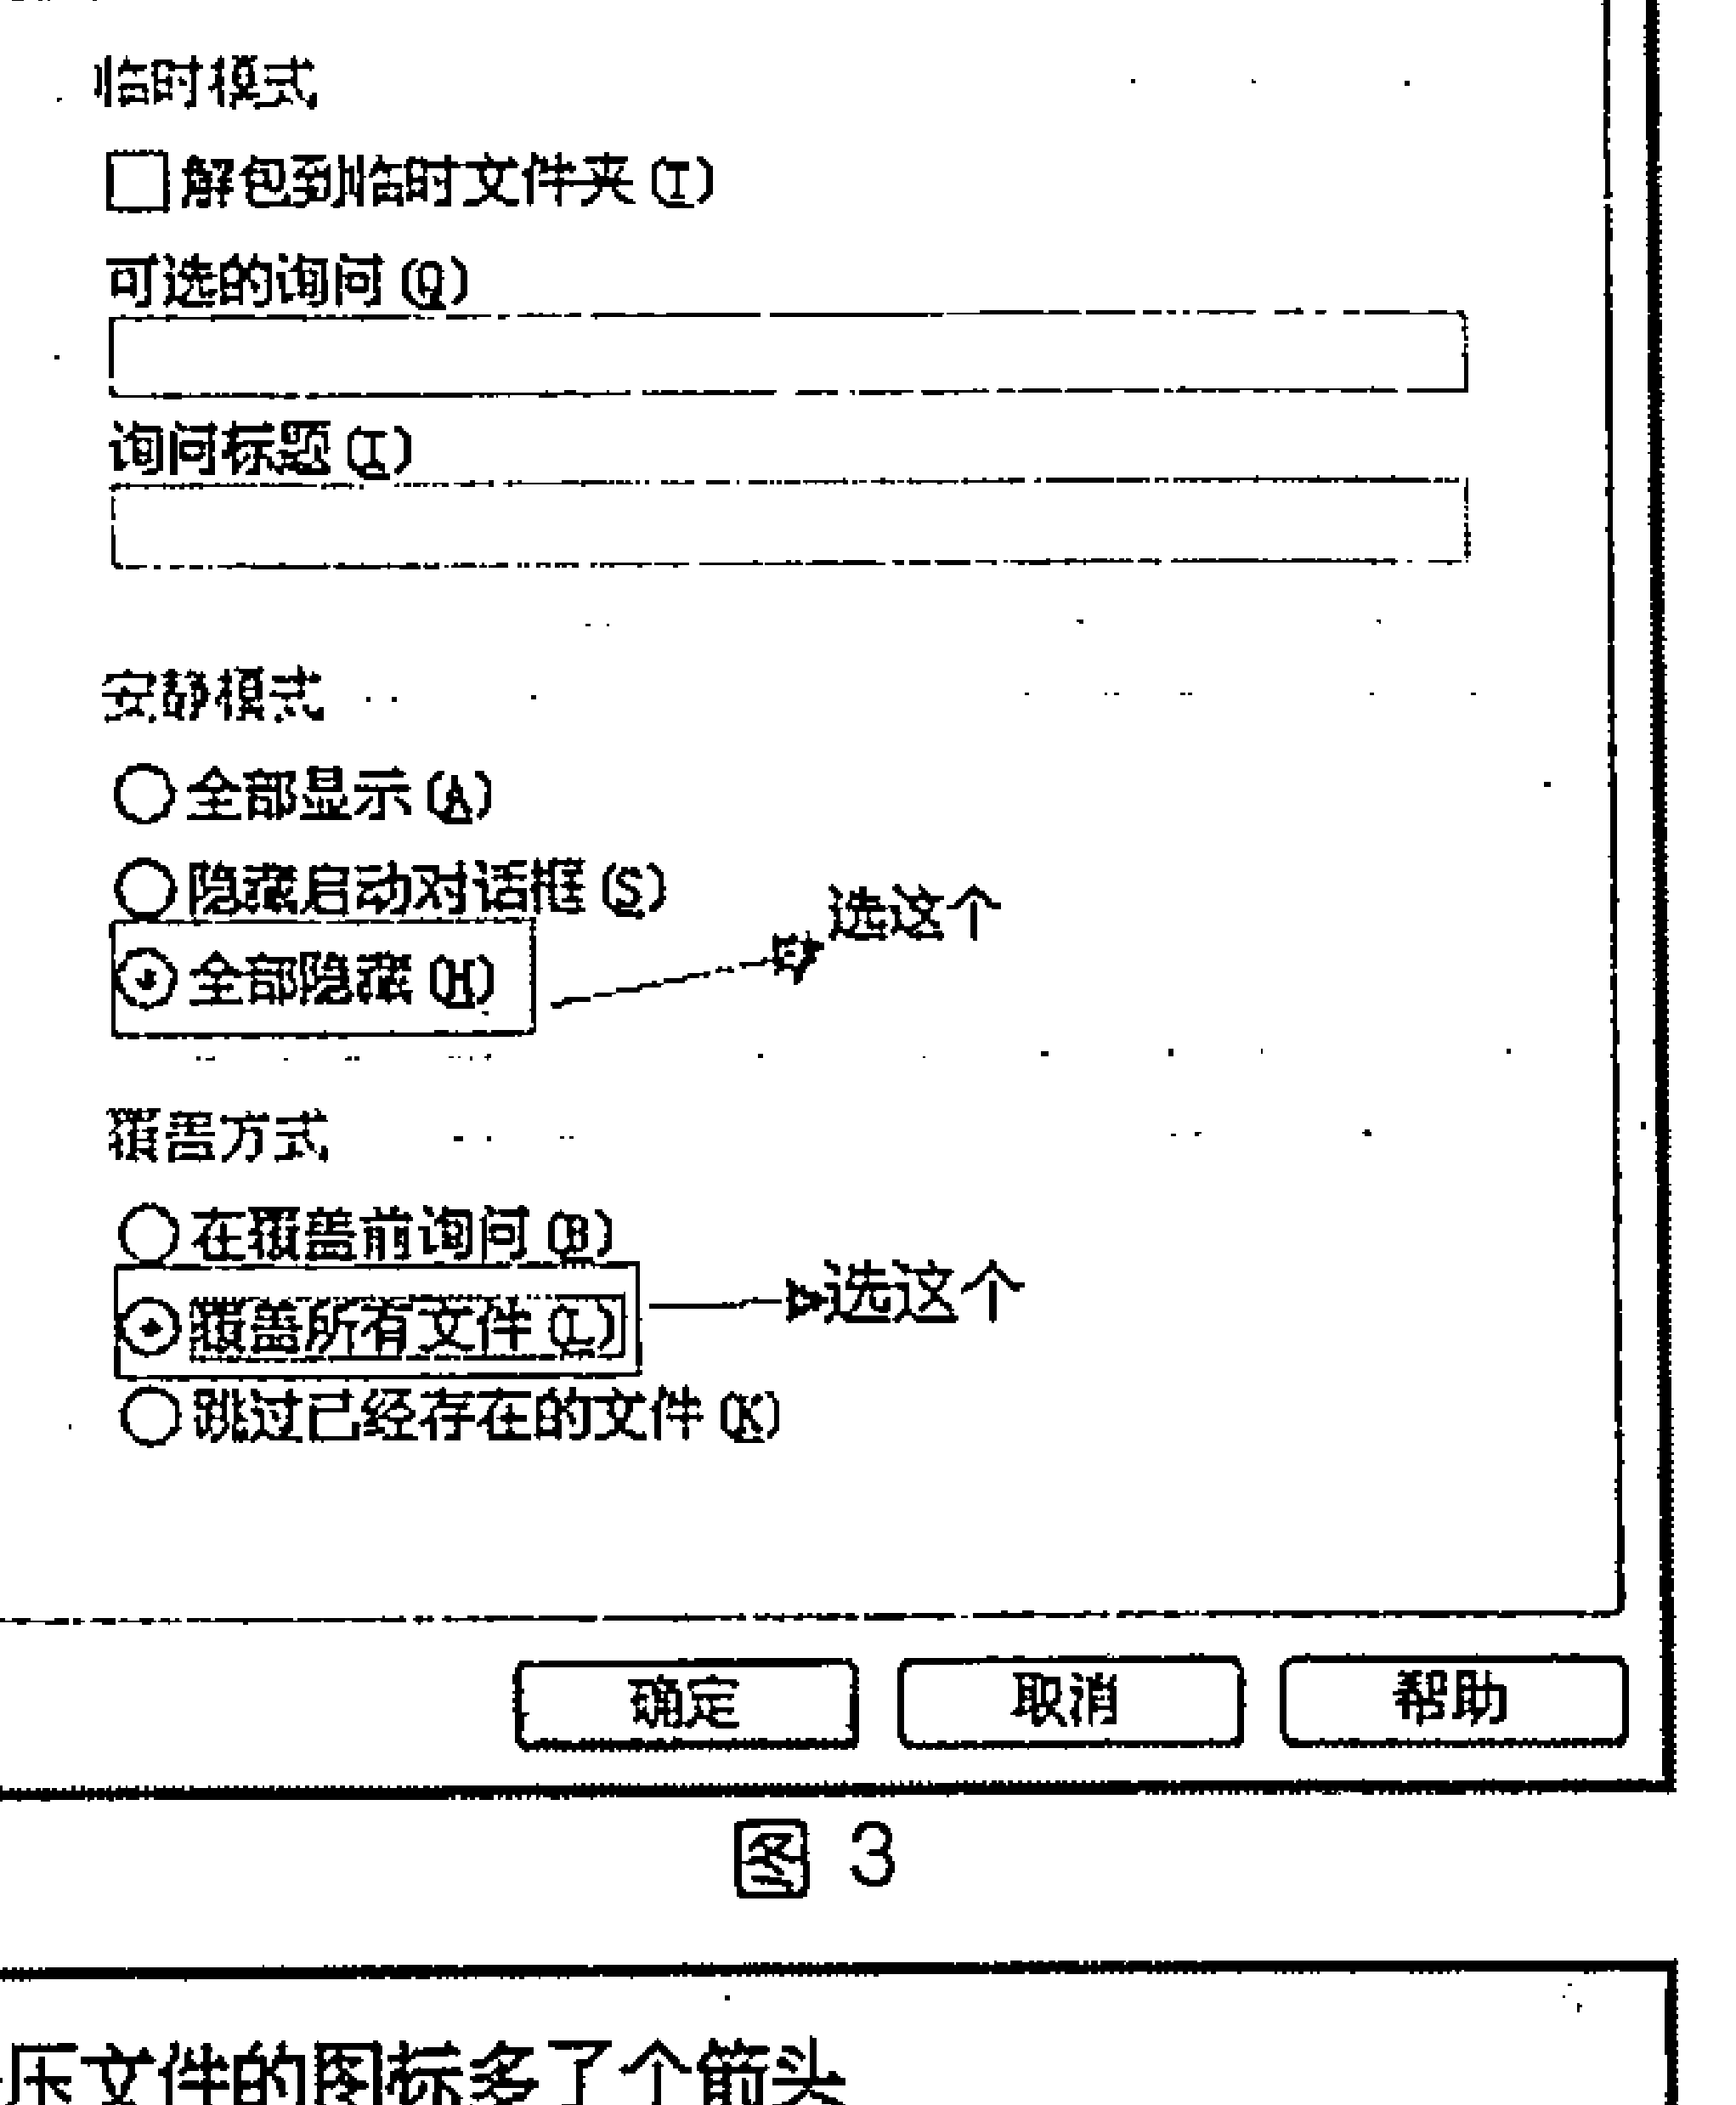 临时模式
解包到临时文件夹(T)
可选的询问(Q)
询问标题(T)
安静模式
全部显示(A)
隐藏启动对话框(S)
选这个
全部隐藏(H)
覆盖方式
在覆盖前询问(B)
覆盖所有文件(L)
选这个
跳过已经存在的文件(K)
确定 取消 帮助
图 3
压文件的图标多了个箭头